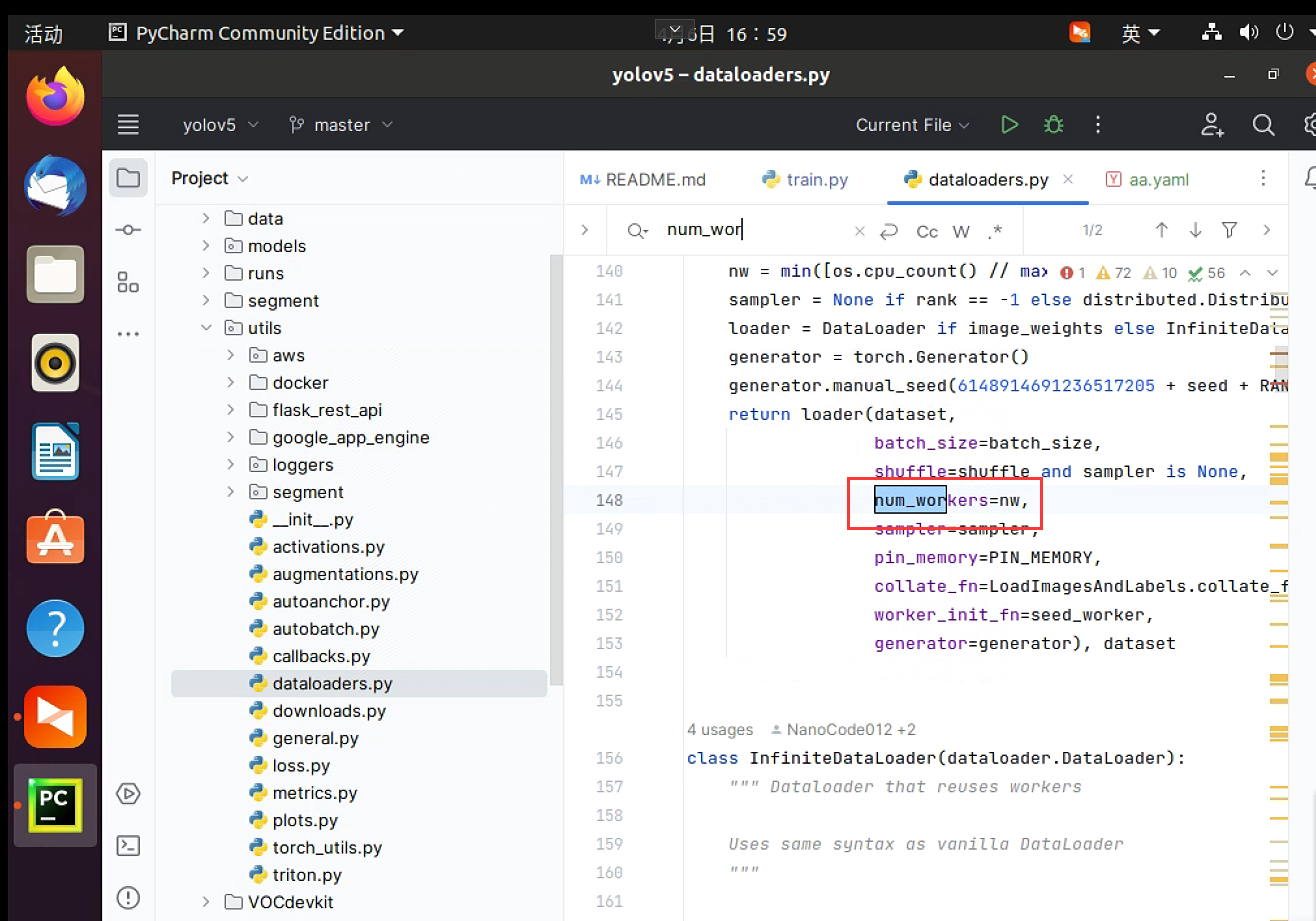 活动
PyCharm Community Edition
6日 16：59
英
yolov5 – dataloaders.py
yolov5
master
Current File
Project
README.md
train.py
dataloaders.py
aa.yaml
num_wor
Cc W .*
1/2
data
models
runs
segment
utils
aws
docker
flask_rest_api
google_app_engine
loggers
segment
__init__.py
activations.py
augmentations.py
autoanchor.py
autobatch.py
callbacks.py
dataloaders.py
downloads.py
general.py
loss.py
metrics.py
plots.py
torch_utils.py
triton.py
VOCdevkit
140 nw = min([os.cpu_count() // max
1 72 10 56
141 sampler = None if rank == -1 else distributed.Distribu
142 loader = DataLoader if image_weights else InfiniteData
143 generator = torch.Generator()
144 generator.manual_seed(6148914691236517205 + seed + RAN
145 return loader(dataset,
146 batch_size=batch_size,
147 shuffle=shuffle and sampler is None,
148 num_workers=nw,
149 sampler=sampler,
150 pin_memory=PIN_MEMORY,
151 collate_fn=LoadImagesAndLabels.collate_f
152 worker_init_fn=seed_worker,
153 generator=generator), dataset
154
155
4 usages NanoCode012 +2
156 class InfiniteDataLoader(dataloader.DataLoader):
157 """ Dataloader that reuses workers
158
159 Uses same syntax as vanilla DataLoader
160 """
161